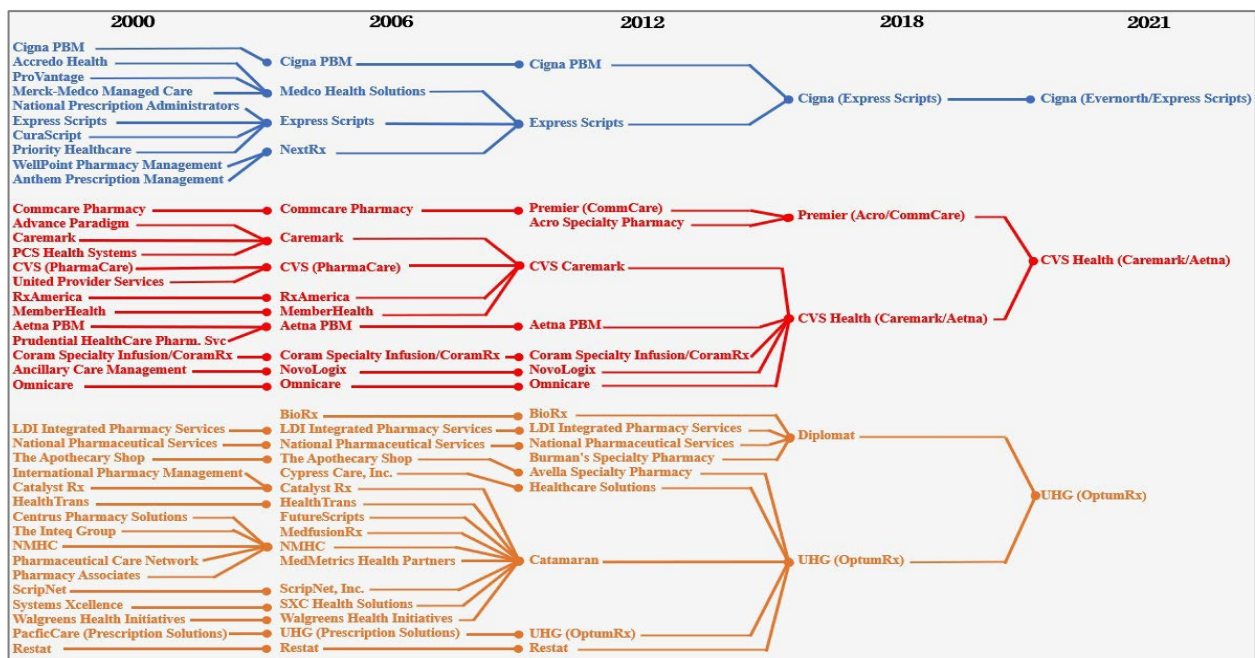 2000 2006 2012 2018 2021
Cigna PBM
Accredo Health Cigna PBM Cigna PBM
ProVantage
Merck-Medco Managed Care Medco Health Solutions
National Prescription Administrators Cigna (Express Scripts) Cigna (Evernorth/Express Scripts)
Express Scripts Express Scripts Express Scripts
CuraScript
Priority Healthcare NextRx
WellPoint Pharmacy Management
Anthem Prescription Management
Commcare Pharmacy Commcare Pharmacy Premier (CommCare)
Advance Paradigm Acro Specialty Pharmacy Premier (Acro/CommCare)
Caremark Caremark
PCS Health Systems
CVS (PharmaCare) CVS (PharmaCare) CVS Caremark CVS Health (Caremark/Aetna)
United Provider Services
RxAmerica RxAmerica
MemberHealth MemberHealth
Aetna PBM Aetna PBM Aetna PBM CVS Health (Caremark/Aetna)
Prudential HealthCare Pharm. Svc
Coram Specialty Infusion/CoramRx Coram Specialty Infusion/CoramRx Coram Specialty Infusion/CoramRx
Ancillary Care Management NovoLogix NovoLogix
Omnicare Omnicare Omnicare
BioRx BioRx
LDI Integrated Pharmacy Services LDI Integrated Pharmacy Services LDI Integrated Pharmacy Services
National Pharmaceutical Services National Pharmaceutical Services National Pharmaceutical Services Diplomat
The Apothecary Shop The Apothecary Shop Burman's Specialty Pharmacy
International Pharmacy Management Cypress Care, Inc. Avella Specialty Pharmacy
Catalyst Rx Catalyst Rx Healthcare Solutions
HealthTrans HealthTrans UHG (OptumRx)
Centrus Pharmacy Solutions FutureScripts
The Inteq Group MedfusionRx
NMHC NMHC
Pharmaceutical Care Network MedMetrics Health Partners Catamaran UHG (OptumRx)
Pharmacy Associates
ScripNet ScripNet, Inc.
Systems Xcellence SXC Health Solutions
Walgreens Health Initiatives Walgreens Health Initiatives
PacficCare (Prescription Solutions) UHG (Prescription Solutions) UHG (OptumRx)
Restat Restat Restat